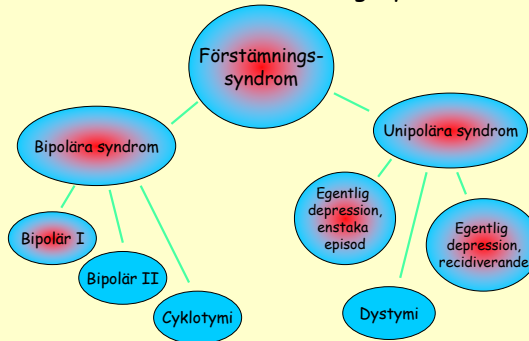 Förstämnings-
syndrom
Bipolära syndrom
Unipolära syndrom
Bipolär I
Bipolär II
Cyklotymi
Egentlig
depression,
enstaka
episod
Dystymi
Egentlig
depression,
recidiverande